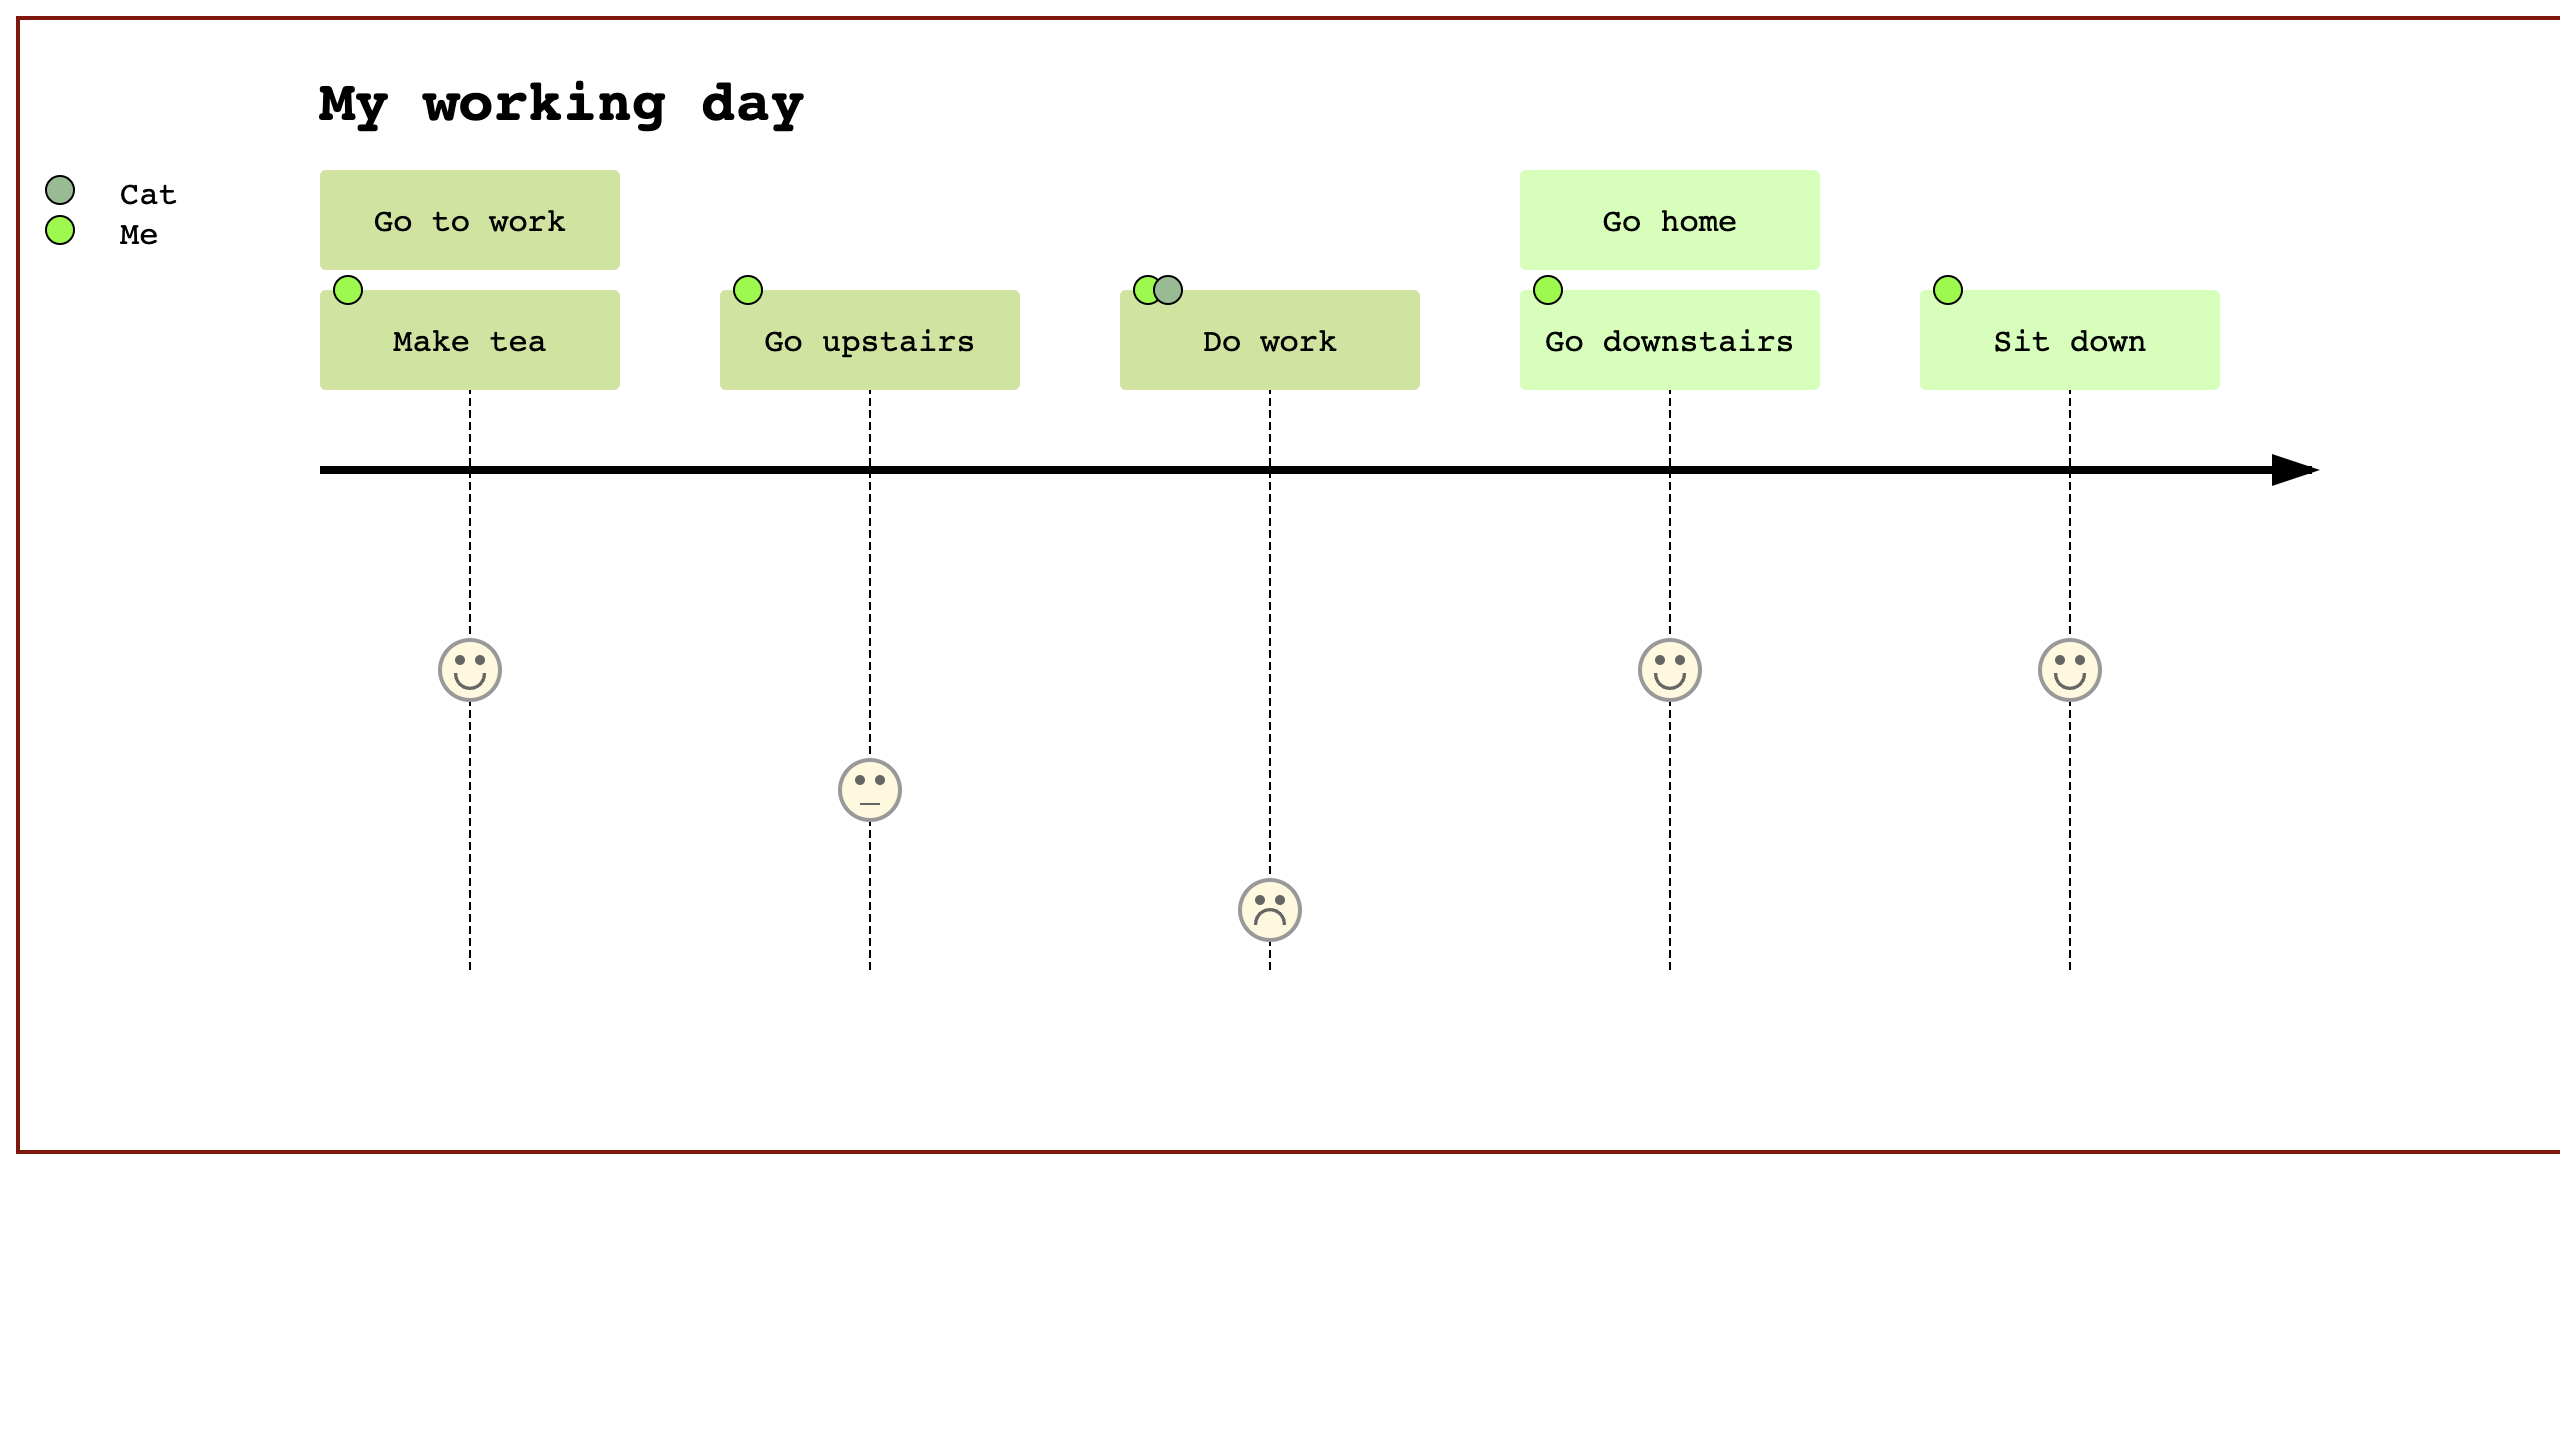 My working day
Cat
Me
Go to work
Go home
Make tea
Go upstairs
Do work
Go downstairs
Sit down